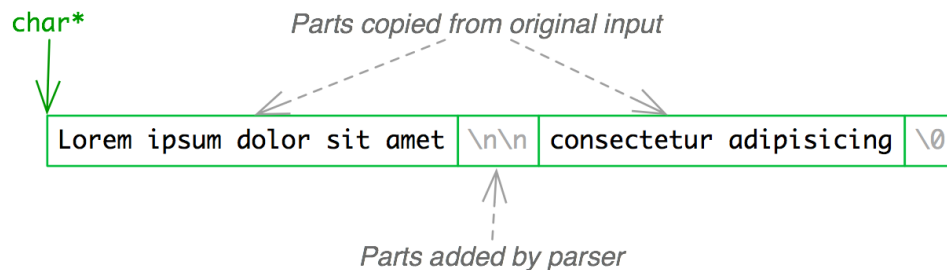 char* Parts copied from original input
Lorem ipsum dolor sit amet \n\n consectetur adipisicing \0
Parts added by parser